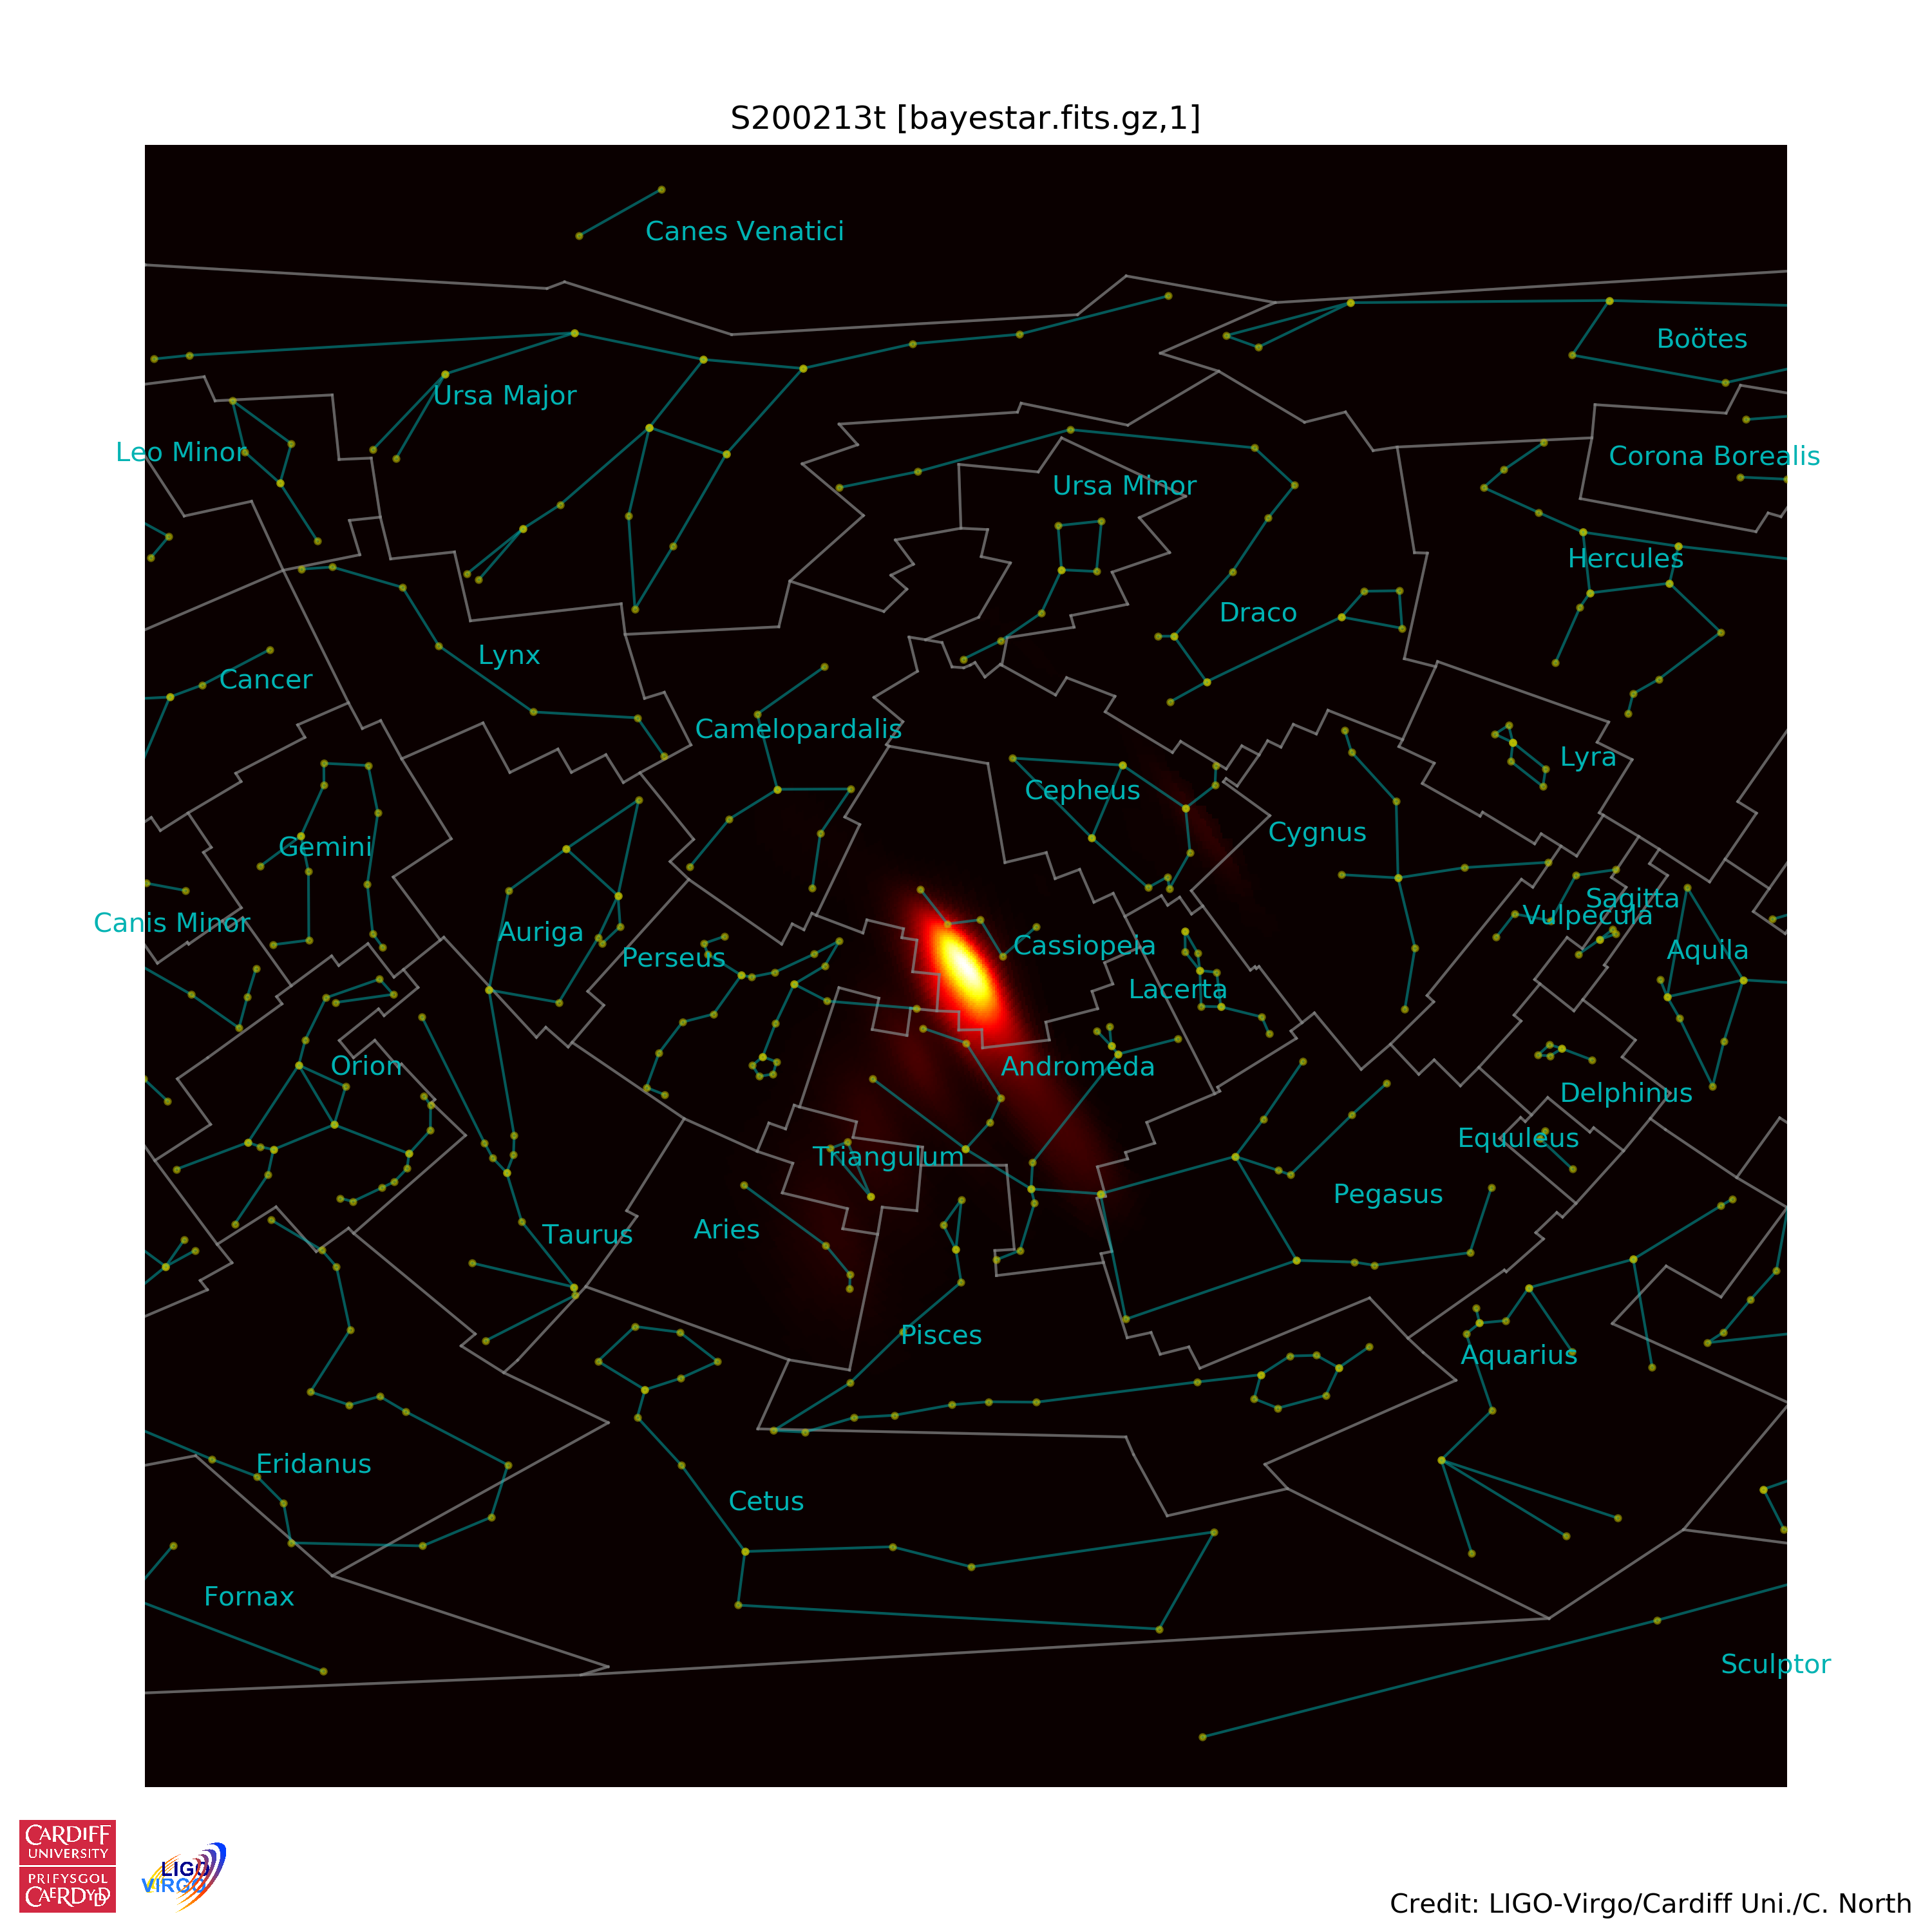 S200213t [bayestar.fits.gz,1]
Canes Venatici
Boötes
Ursa Major
Leo Minor
Corona Borealis
Ursa Minor
Hercules
Draco
Lynx
Cancer
Camelopardalis
Lyra
Cepheus
Cygnus
Gemini
Sagitta
Vulpecula
Canis Minor
Auriga
Cassiopeia
Aquila
Perseus
Lacerta
Orion
Andromeda
Delphinus
Equuleus
Triangulum
Pegasus
Aries
Taurus
Pisces
Aquarius
Eridanus
Cetus
Fornax
Sculptor
CARDIFF
UNIVERSITY
PRIFYSGOL
CAERDYDD
LIGO
VIRGO
Credit: LIGO-Virgo/Cardiff Uni./C. North